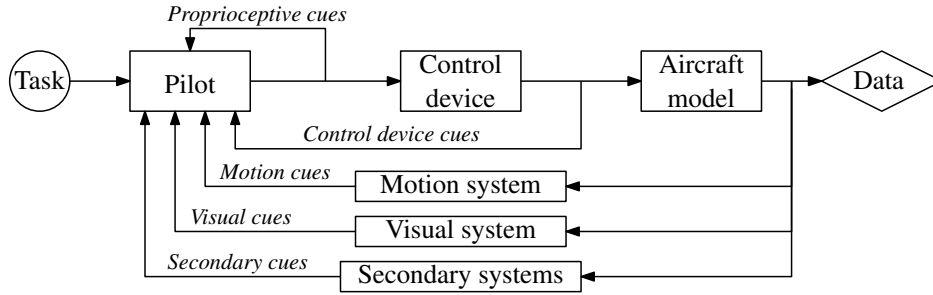 Proprioceptive cues
Task
Pilot
Control
device
Aircraft
model
Data
Control device cues
Motion cues
Motion system
Visual cues
Visual system
Secondary cues
Secondary systems